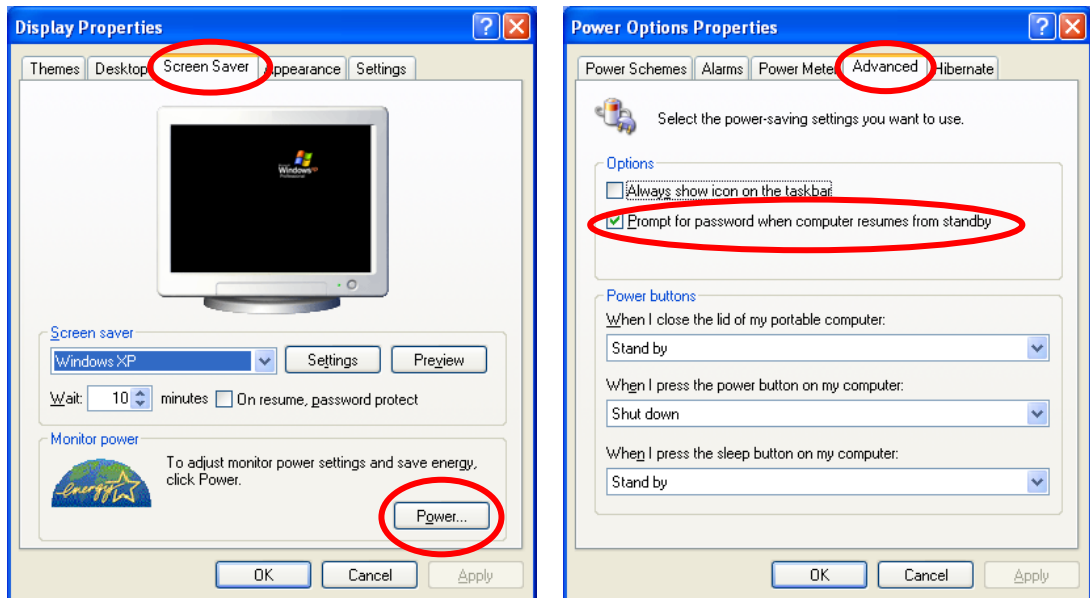 Display Properties
Themes Desktop Screen Saver Appearance Settings
Windows xp
Professional
Screen saver
Windows XP
Settings Preview
Wait: 10 minutes On resume, password protect
Monitor power
energy
To adjust monitor power settings and save energy,
click Power.
Power...
OK Cancel Apply
Power Options Properties
Power Schemes Alarms Power Meter Advanced Hibernate
Select the power-saving settings you want to use.
Options
Always show icon on the taskbar
Prompt for password when computer resumes from standby
Power buttons
When I close the lid of my portable computer:
Stand by
When I press the power button on my computer:
Shut down
When I press the sleep button on my computer:
Stand by
OK Cancel Apply